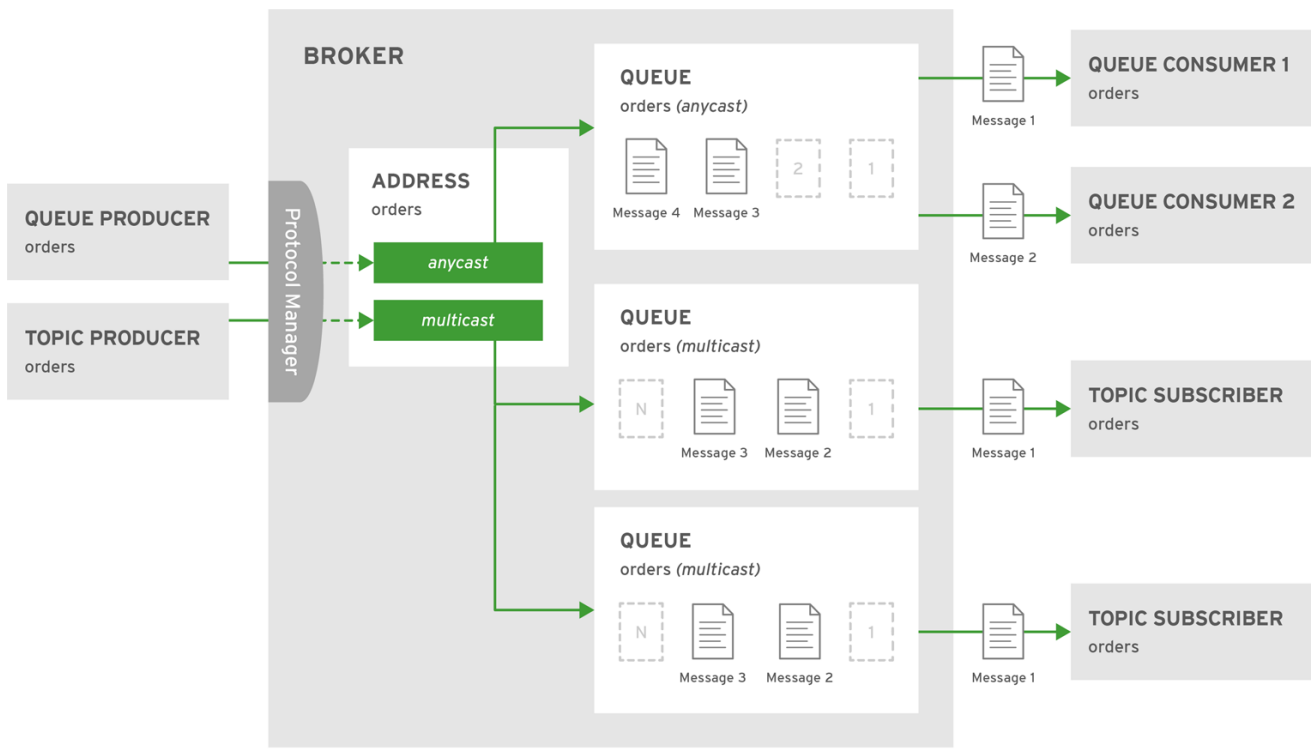 BROKER
QUEUE PRODUCER
orders
TOPIC PRODUCER
orders
Protocol Manager
ADDRESS
orders
anycast
multicast
QUEUE
orders (anycast)
2
1
Message 4
Message 3
QUEUE
orders (multicast)
N
1
Message 3
Message 2
QUEUE
orders (multicast)
N
1
Message 3
Message 2
Message 1
QUEUE CONSUMER 1
orders
Message 2
QUEUE CONSUMER 2
orders
Message 1
TOPIC SUBSCRIBER
orders
Message 1
TOPIC SUBSCRIBER
orders